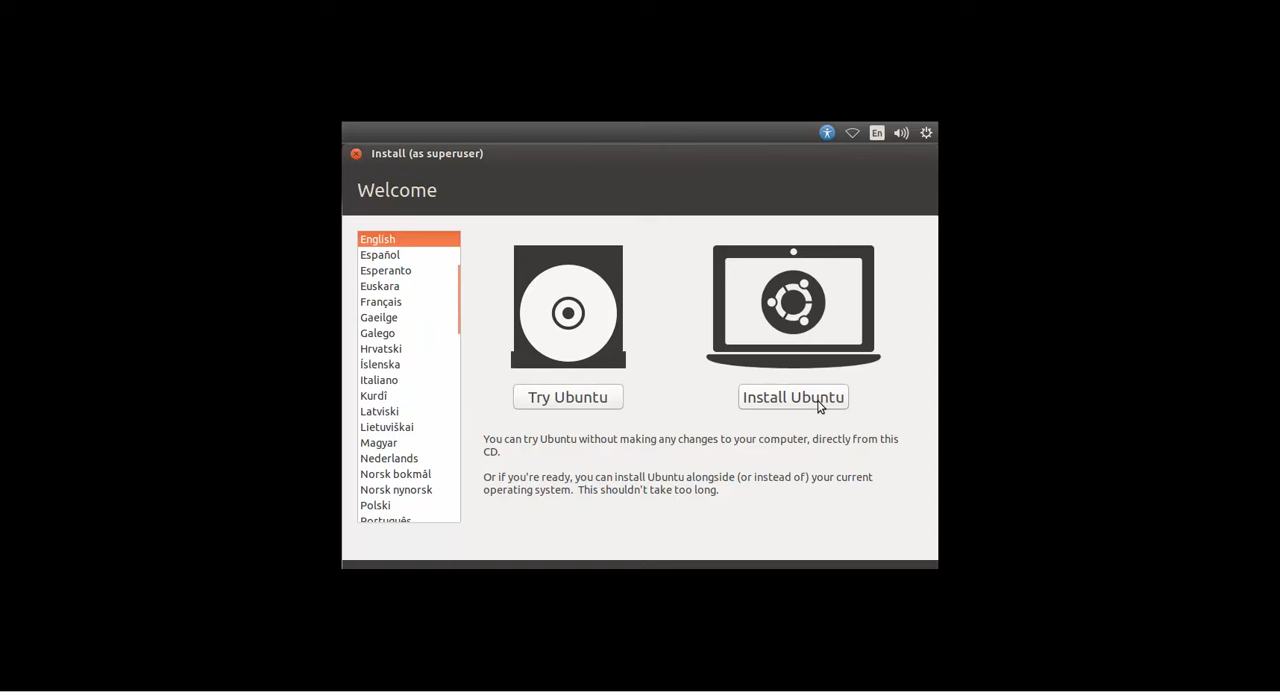 En
Install (as superuser)
Welcome
English
Español
Esperanto
Euskara
Français
Gaeilge
Galego
Hrvatski
Íslenska
Italiano
Kurdî
Latviski
Lietuviškai
Magyar
Nederlands
Norsk bokmål
Norsk nynorsk
Polski
Português
Try Ubuntu
Install Ubuntu
You can try Ubuntu without making any changes to your computer, directly from this
CD.
Or if you're ready, you can install Ubuntu alongside (or instead of) your current
operating system. This shouldn't take too long.